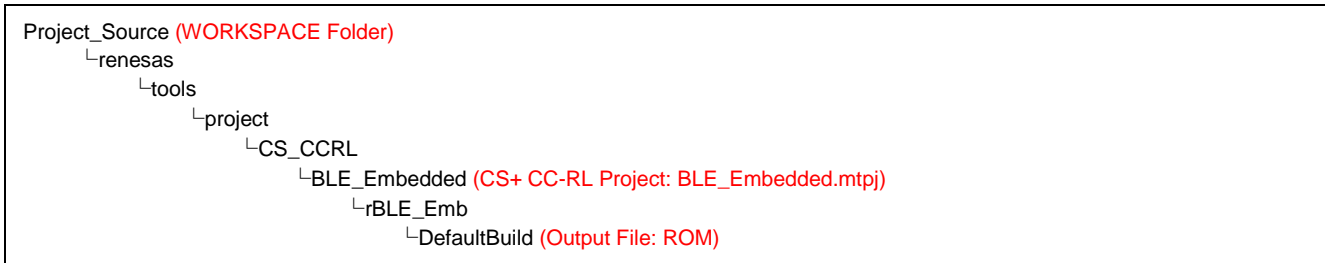 Project_Source (WORKSPACE Folder)
└renesas
└tools
└project
└CS_CCRL
└BLE_Embedded (CS+ CC-RL Project: BLE_Embedded.mtpj)
└rBLE_Emb
└DefaultBuild (Output File: ROM)